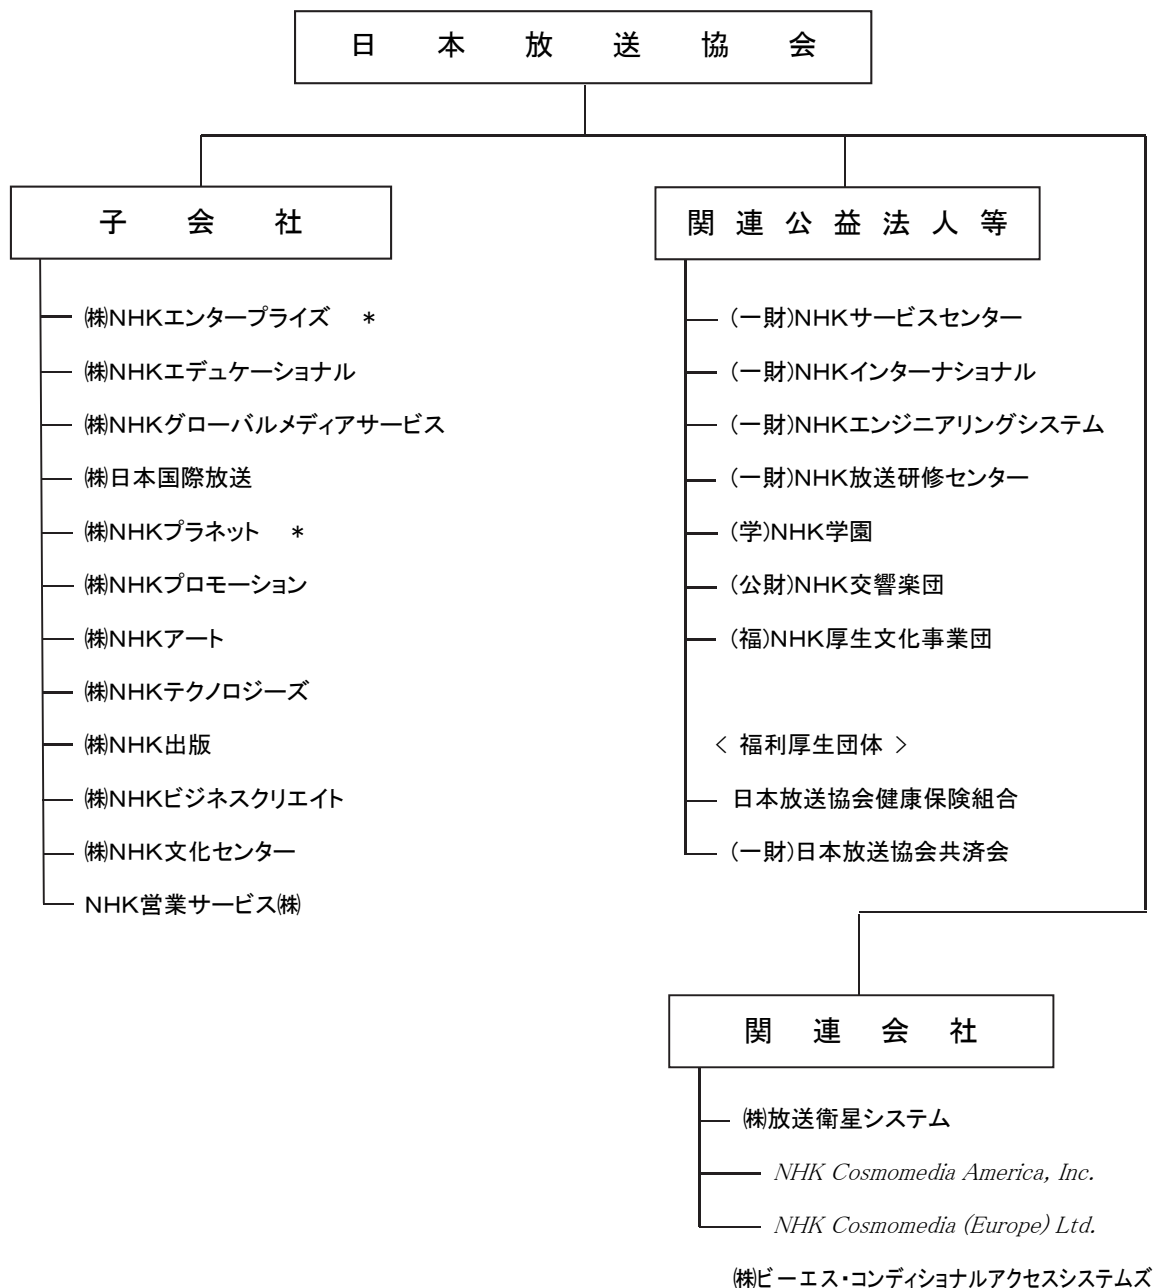 日本放送協会
子会社
㈱NHKエンタープライズ *
㈱NHKエデュケーショナル
㈱NHKグローバルメディアサービス
㈱日本国際放送
㈱NHKプラネット *
㈱NHKプロモーション
㈱NHKアート
㈱NHKテクノロジーズ
㈱NHK出版
㈱NHKビジネスクリエイト
㈱NHK文化センター
NHK営業サービス㈱
関連公益法人等
(一財)NHKサービスセンター
(一財)NHKインターナショナル
(一財)NHKエンジニアリングシステム
(一財)NHK放送研修センター
(学)NHK学園
(公財)NHK交響楽団
(福)NHK厚生文化事業団
< 福利厚生団体 >
日本放送協会健康保険組合
(一財)日本放送協会共済会
関連会社
㈱放送衛星システム
NHK Cosmomedia America, Inc.
NHK Cosmomedia (Europe) Ltd.
㈱ビーエス・コンディショナルアクセスシステムズ